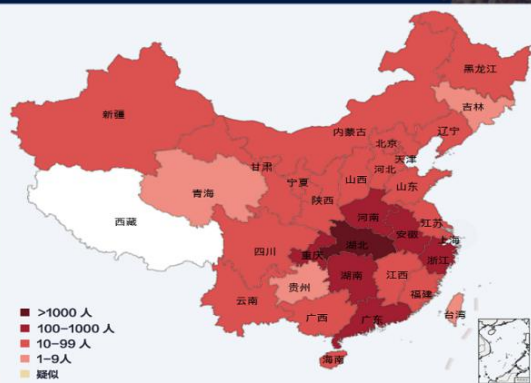 黑龙江
吉林
新疆
辽宁
内蒙古
北京
天津
甘肃
河北
宁夏
山西
山东
青海
陕西
河南
西藏
江苏
安徽
上海
四川
湖北
重庆
浙江
湖南
江西
贵州
福建
云南
台湾
广西
广东
海南
>1000 人
100-1000 人
10-99 人
1-9人
疑似